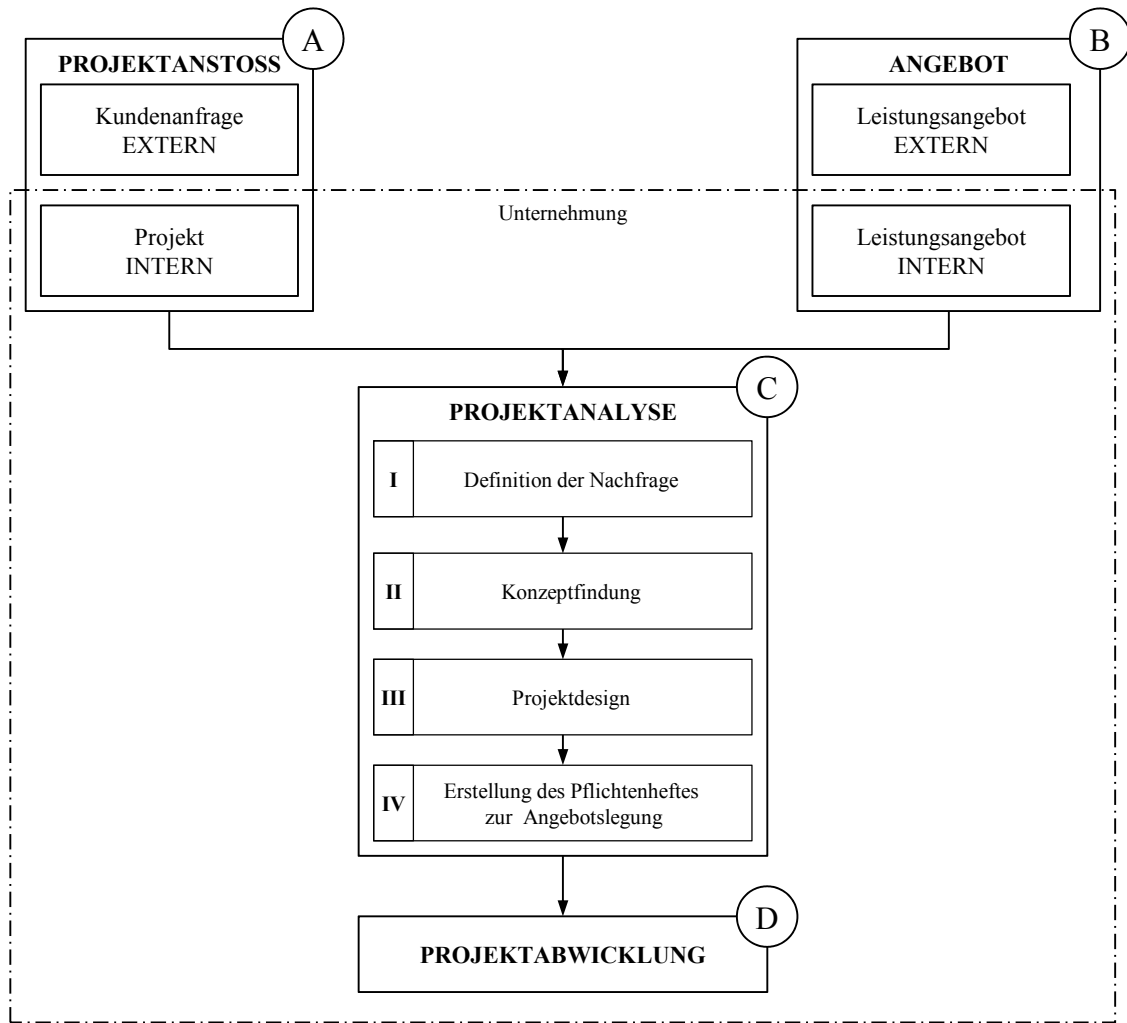 A
PROJEKTANSTOSS
Kundenanfrage
EXTERN
Projekt
INTERN
B
ANGEBOT
Leistungsangebot
EXTERN
Leistungsangebot
INTERN
Unternehmung
C
PROJEKTANALYSE
I Definition der Nachfrage
II Konzeptfindung
III Projektdesign
IV Erstellung des Pflichtenheftes
zur Angebotslegung
D
PROJEKTABWICKLUNG